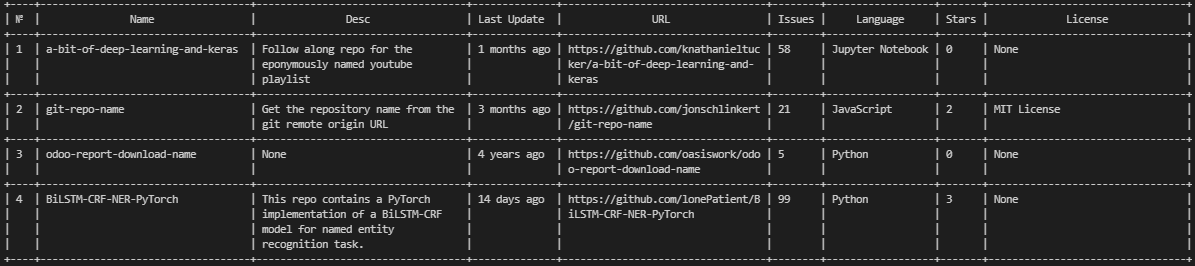 № Name Desc Last Update URL Issues Language Stars License
1 a-bit-of-deep-learning-and-keras Follow along repo for the 1 months ago https://github.com/knathanieltuc 58 Jupyter Notebook 0 None
eponymously named youtube ker/a-bit-of-deep-learning-and-
playlist keras
2 git-repo-name Get the repository name from the 3 months ago https://github.com/jonschlinkert 21 JavaScript 2 MIT License
git remote origin URL /git-repo-name
3 odoo-report-download-name None 4 years ago https://github.com/oasiswork/odo 5 Python 0 None
o-report-download-name
4 BiLSTM-CRF-NER-PyTorch This repo contains a PyTorch 14 days ago https://github.com/lonePatient/B 99 Python 3 None
implementation of a BiLSTM-CRF iLSTM-CRF-NER-PyTorch
model for named entity
recognition task.